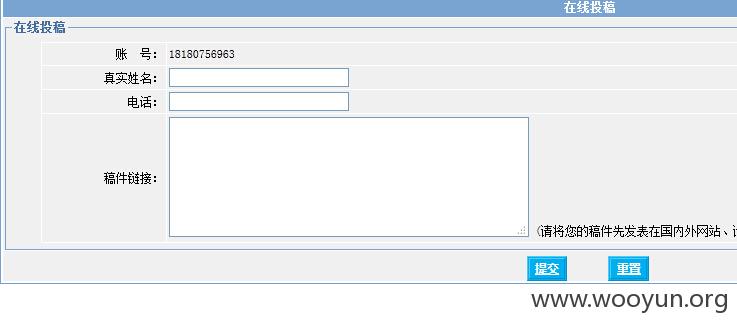 在线投稿
在线投稿
账 号： 18180756963
真实姓名：
电话：
稿件链接：
(请将您的稿件先发表在国内外网站、
提交 重置
www.wooyun.org